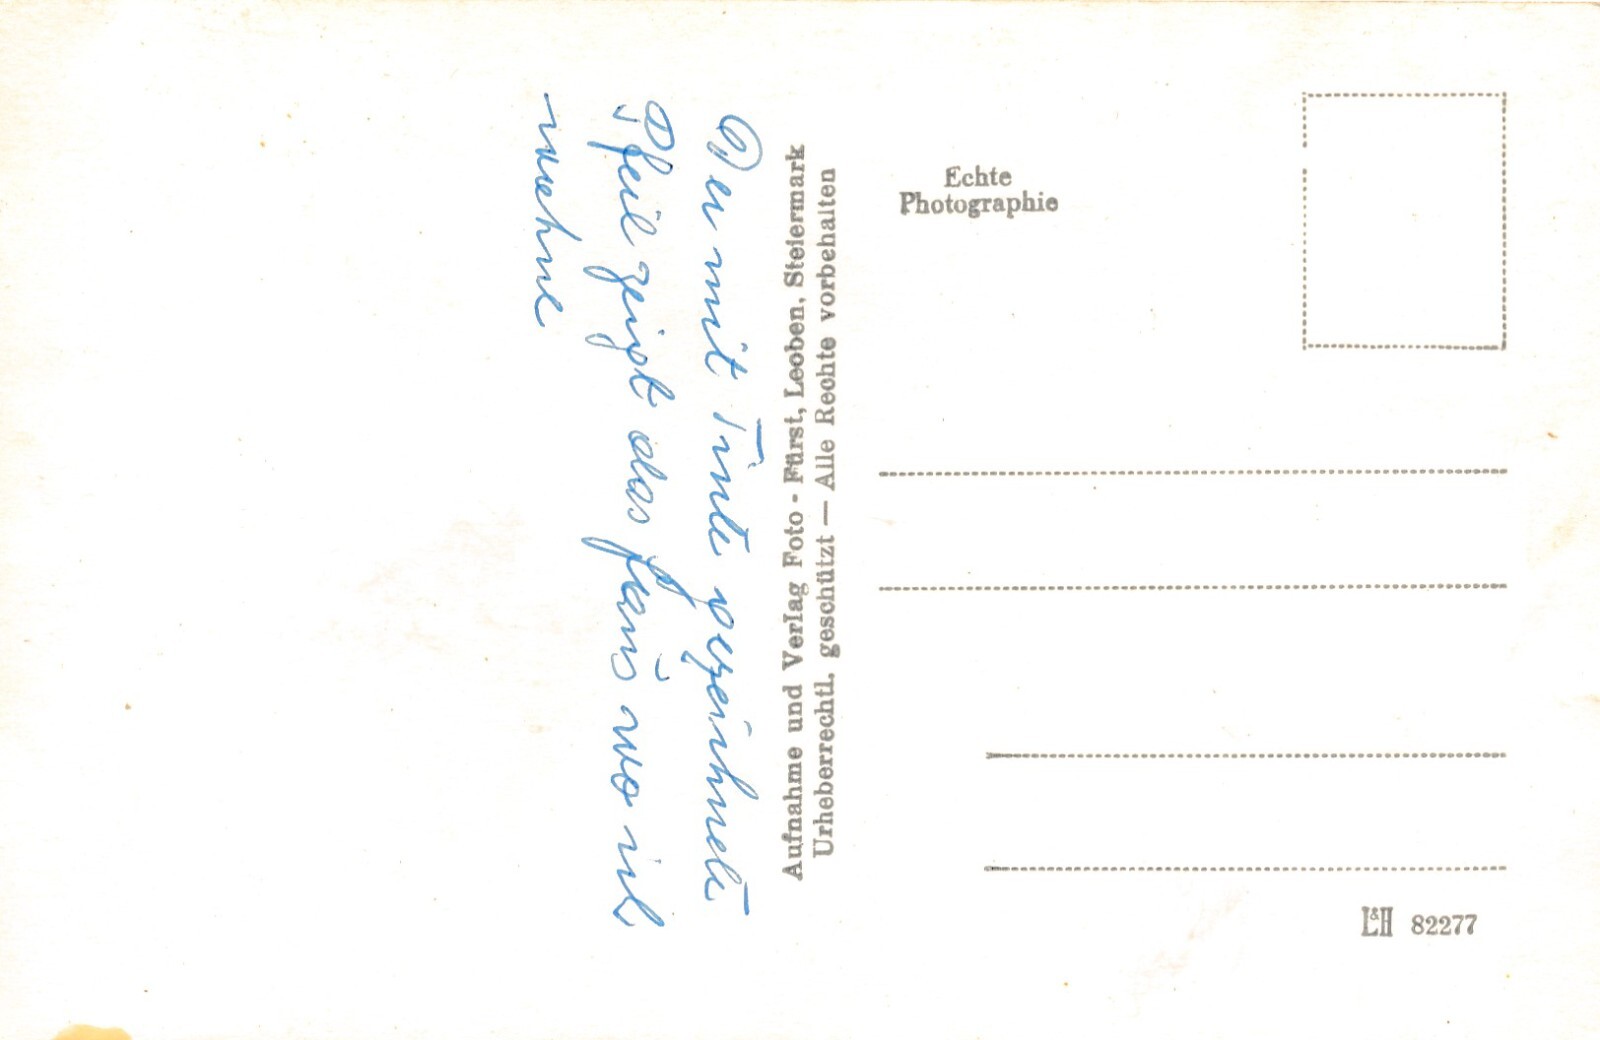 Der mit Tinte gezeichnete
Pfeil zeigt das Haus wo ich
wohne
Aufnahme und Verlag Foto - Fürst, Leoben, Steiermark
Urheberrechtl. geschützt — Alle Rechte vorbehalten
Echte
Photographie
L&H 82277